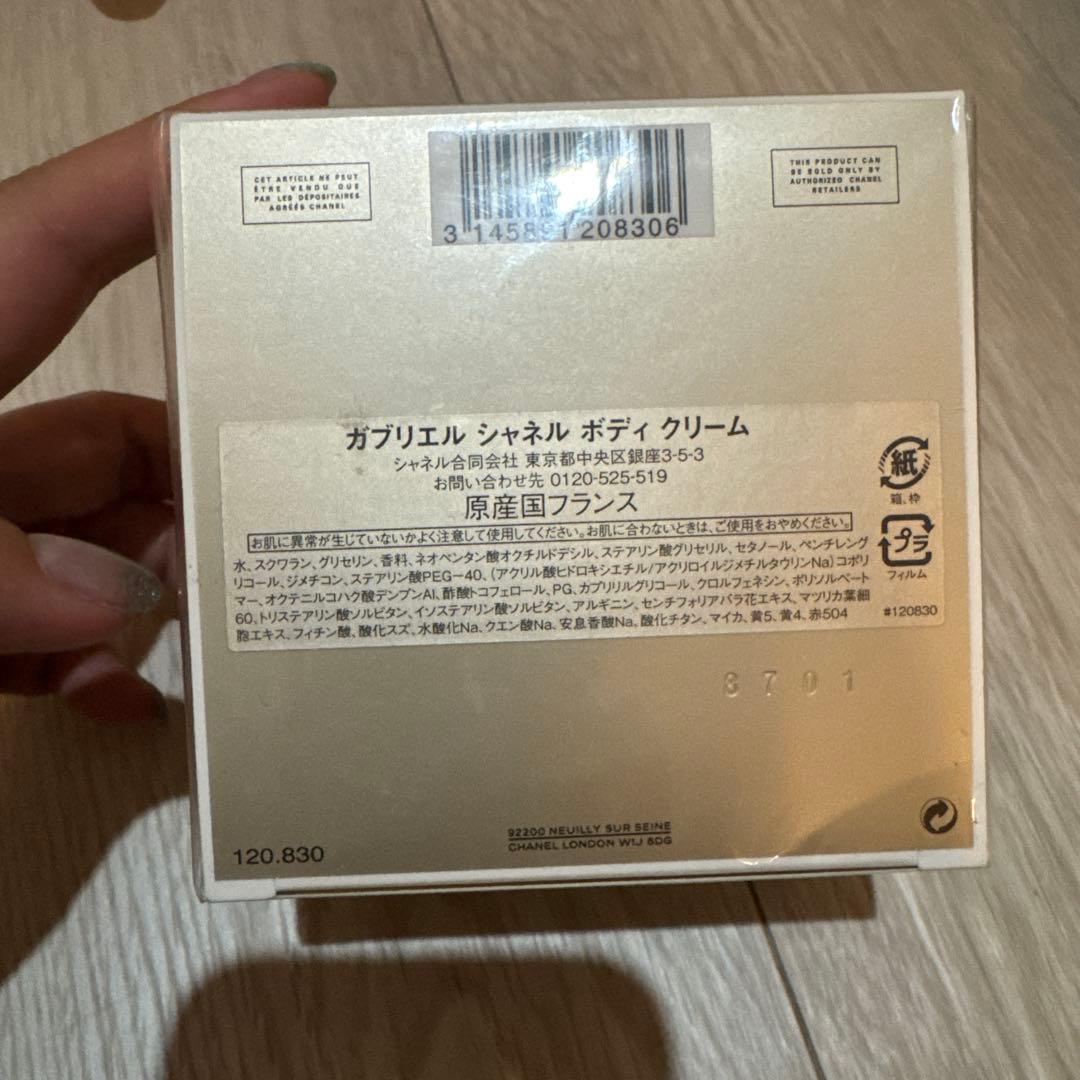 CET ARTICLE NE PEUT
ÊTRE VENDU QUE
PAR LES DÉPOSITAIRES
AGRÉÉS CHANEL
3 145891 208306
THIS PRODUCT CAN
BE SOLD ONLY BY
AUTHORIZED CHANEL
RETAILERS
ガブリエル シャネル ボディ クリーム
シャネル合同会社 東京都中央区銀座3-5-3
お問い合わせ先 0120-525-519
原産国フランス
お肌に異常が生じていないかよく注意して使用してください。お肌に合わないときは、ご使用をおやめください。
水、スクワラン、グリセリン、香料、ネオペンタン酸オクチルドデシル、ステアリン酸グリセリル、セタノール、ペンチレング
リコール、ジメチコン、ステアリン酸PEG－40、(アクリル酸ヒドロキシエチル/アクリロイルジメチルタウリンNa)コポリ
マー、オクテニルコハク酸デンプンAl、酢酸トコフェロール、PG、カプリリルグリコール、クロルフェネシン、ポリソルベート
60、トリステアリン酸ソルビタン、イソステアリン酸ソルビタン、アルギニン、センチフォリアバラ花エキス、マツリカ葉細
胞エキス、フィチン酸、酸化スズ、水酸化Na、クエン酸Na、安息香酸Na、酸化チタン、マイカ、黄5、黄4、赤504
紙
箱、枠
プラ
フィルム
#120830
8701
92200 NEUILLY SUR SEINE
CHANEL LONDON W1J 6DG
120.830